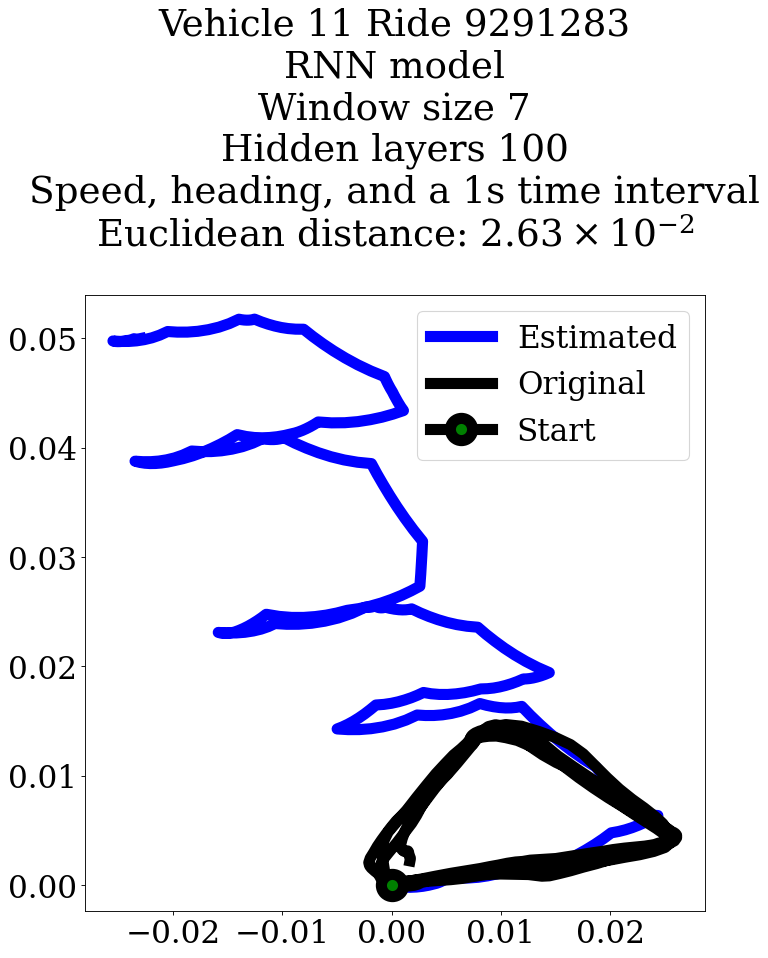 Vehicle 11 Ride 9291283
RNN model
Window size 7
Hidden layers 100
Speed, heading, and a 1s time interval
Euclidean distance: 2.63 × 10⁻²
Estimated
Original
Start
0.05
0.04
0.03
0.02
0.01
0.00
−0.02 −0.01 0.00 0.01 0.02